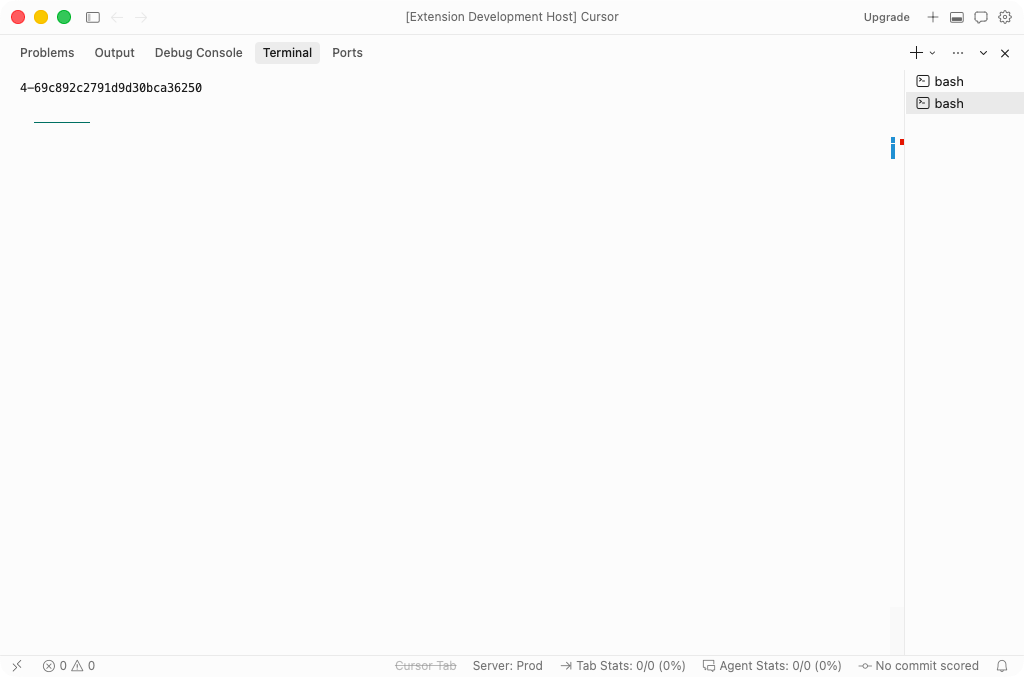 [Extension Development Host] Cursor
Upgrade
Problems
Output
Debug Console
Terminal
Ports
4-69c892c2791d9d30bca36250
bash
bash
0
0
Cursor Tab
Server: Prod
Tab Stats: 0/0 (0%)
Agent Stats: 0/0 (0%)
No commit scored